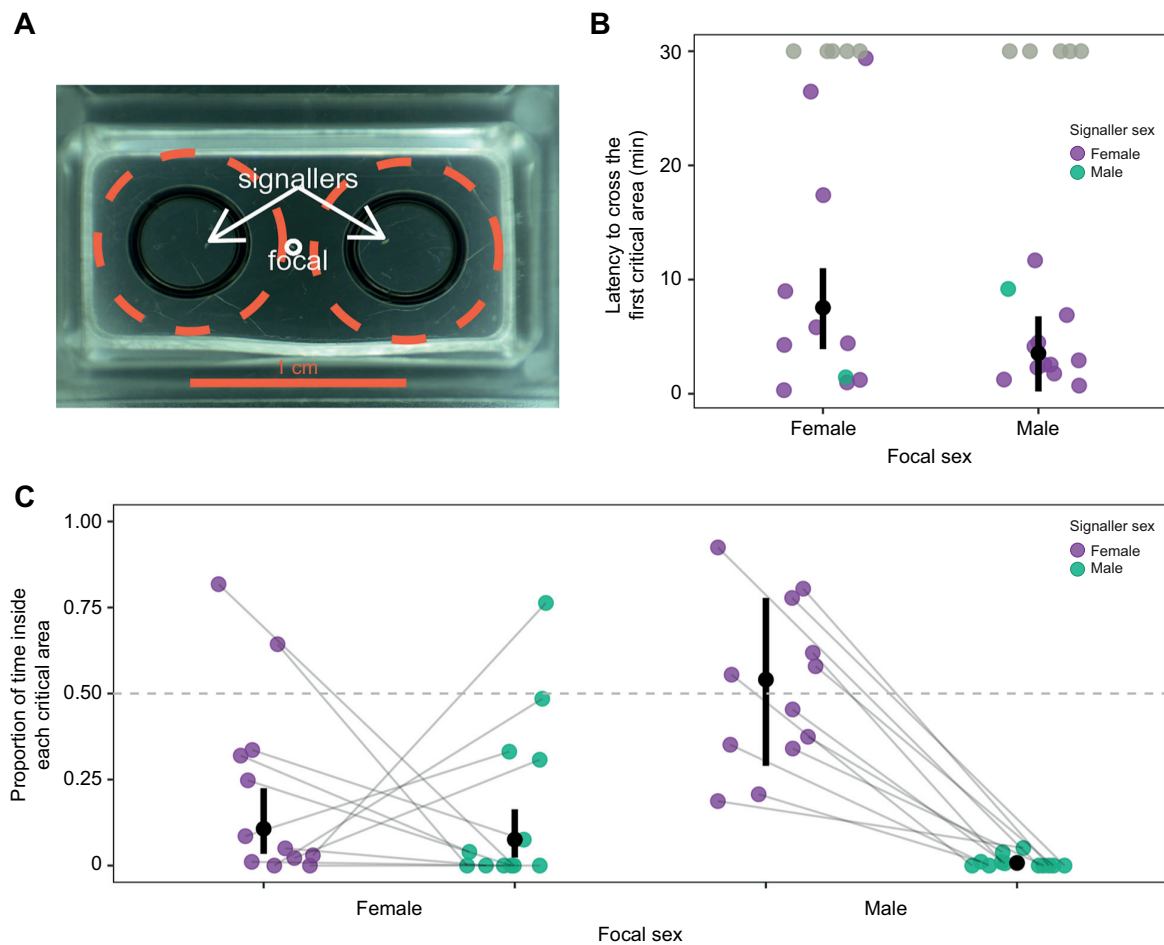 A
signallers
focal
1 cm
B
Latency to cross the
first critical area (min)
30
20
10
0
Signaller sex
Female
Male
Female
Male
Focal sex
C
Proportion of time inside
each critical area
1.00
0.75
0.50
0.25
0
Signaller sex
Female
Male
Female
Male
Focal sex